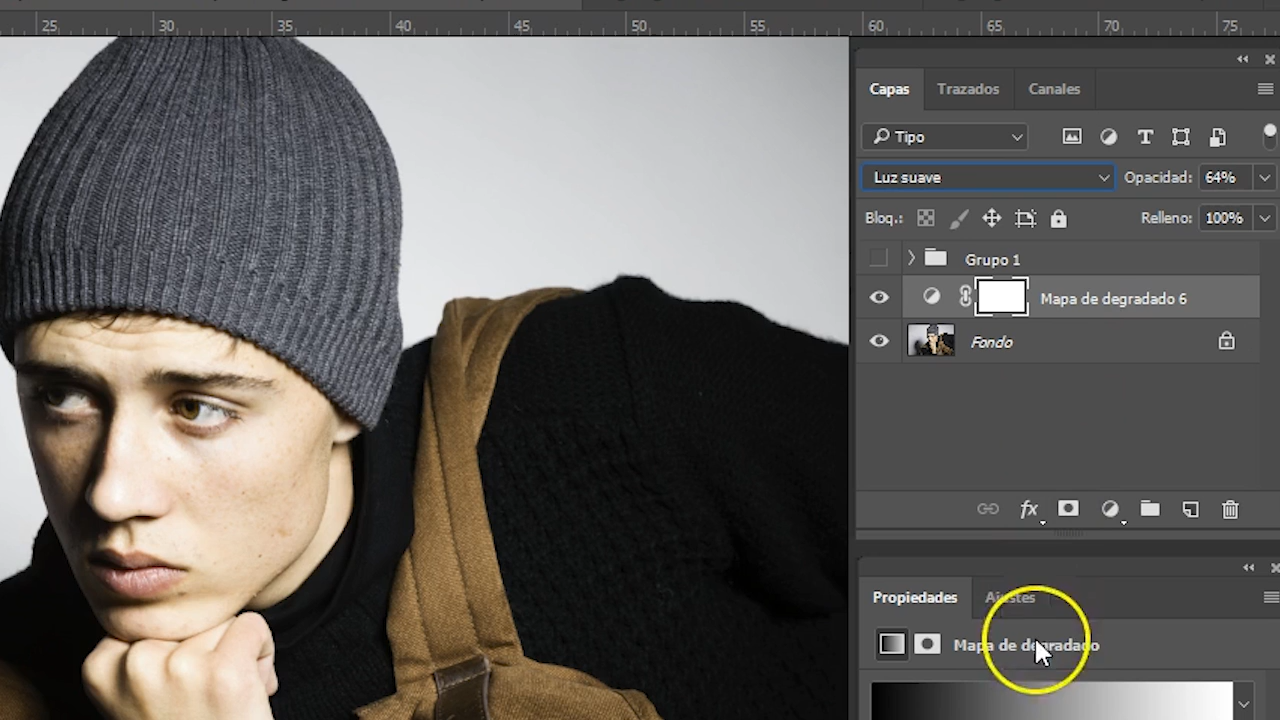 25 30 35 40 45 50 55 60 65 70 75
Capas Trazados Canales
Tipo
Luz suave Opacidad: 64%
Bloq.: Relleno: 100%
Grupo 1
Mapa de degradado 6
Fondo
fx
Propiedades Ajustes
Mapa de degradado